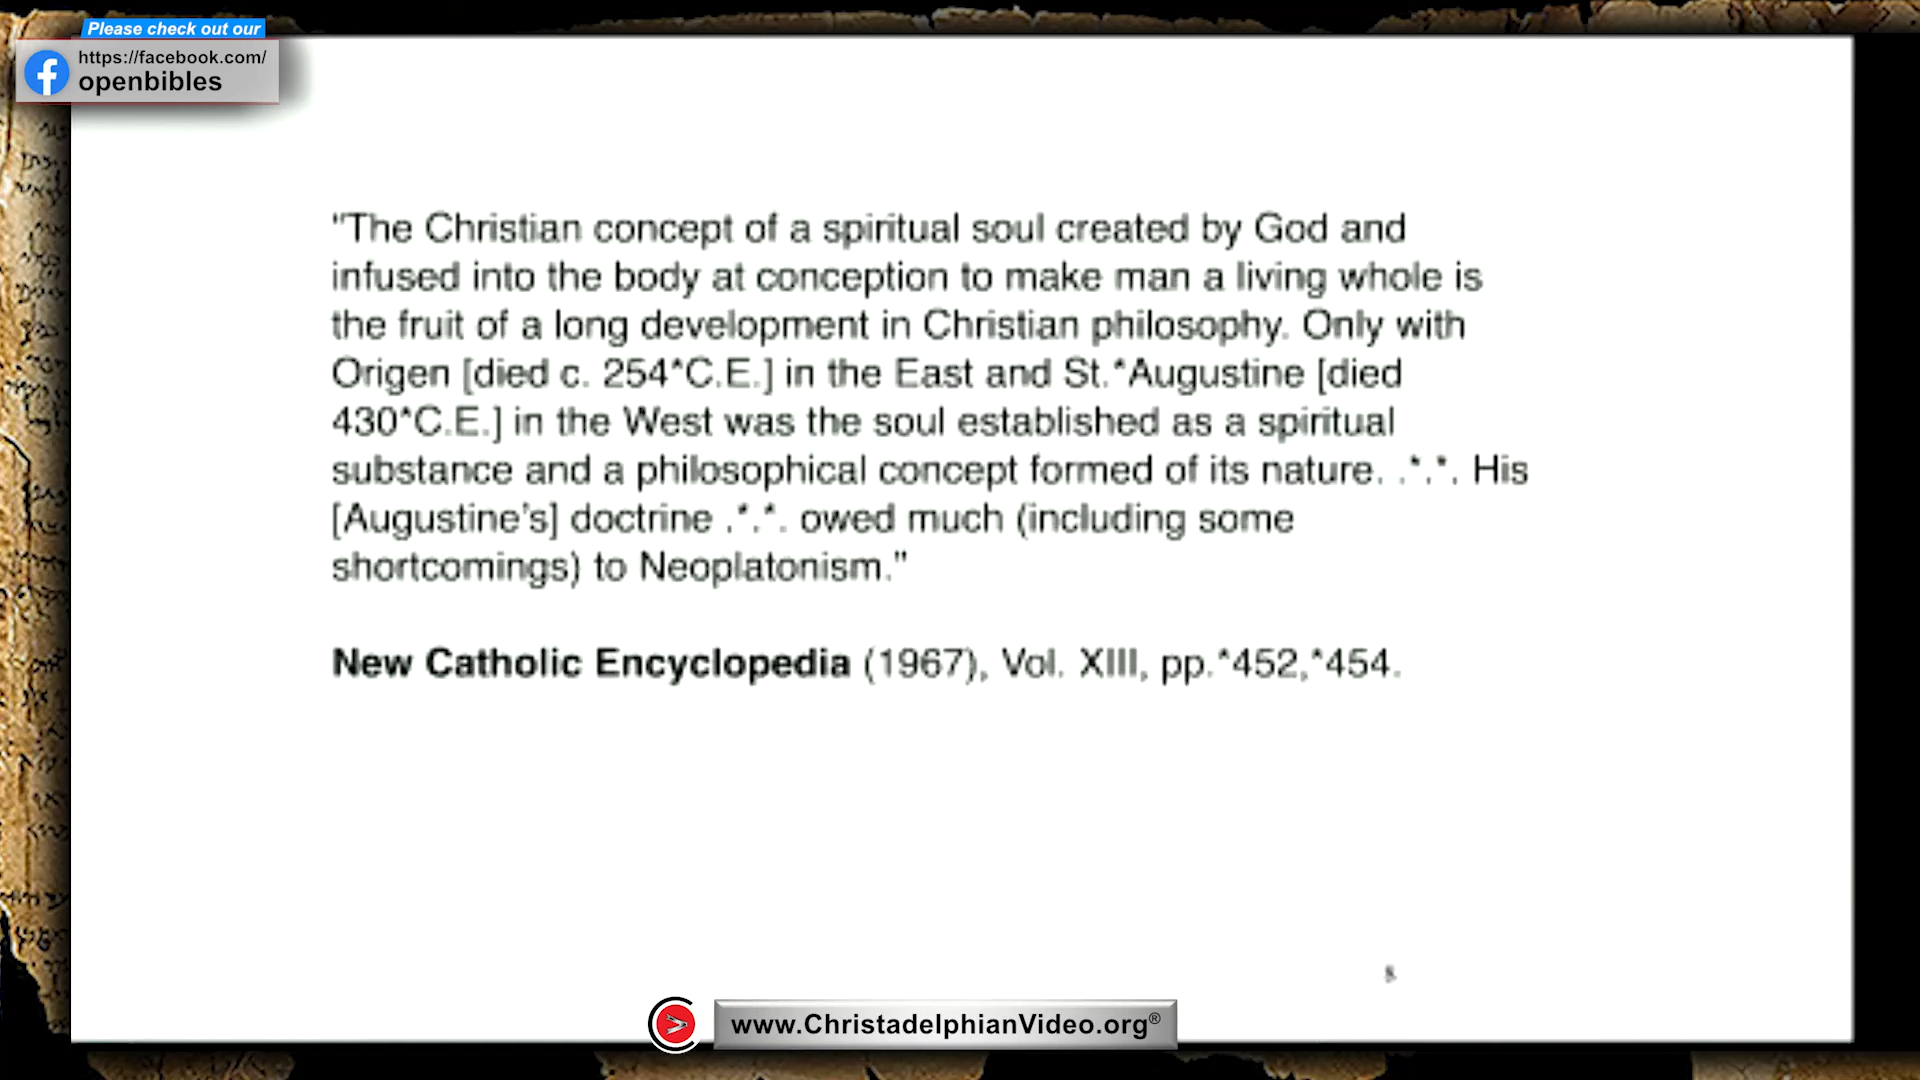 Please check out our
https://facebook.com/
openbibles
"The Christian concept of a spiritual soul created by God and
infused into the body at conception to make man a living whole is
the fruit of a long development in Christian philosophy. Only with
Origen [died c. 254*C.E.] in the East and St.*Augustine [died
430*C.E.] in the West was the soul established as a spiritual
substance and a philosophical concept formed of its nature. .*.*. His
[Augustine's] doctrine .*.*. owed much (including some
shortcomings) to Neoplatonism."
New Catholic Encyclopedia (1967), Vol. XIII, pp.*452,*454.
www.ChristadelphianVideo.org®